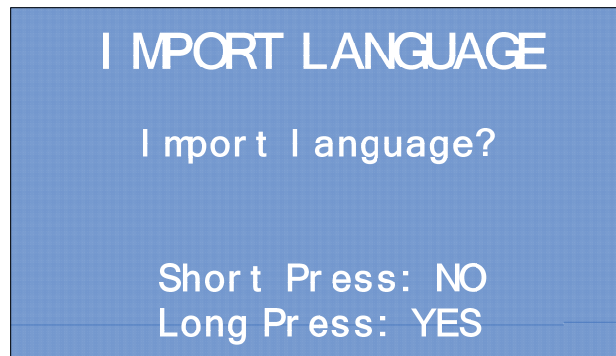 IMPORT LANGUAGE
Import language?
Short Press: NO
Long Press: YES